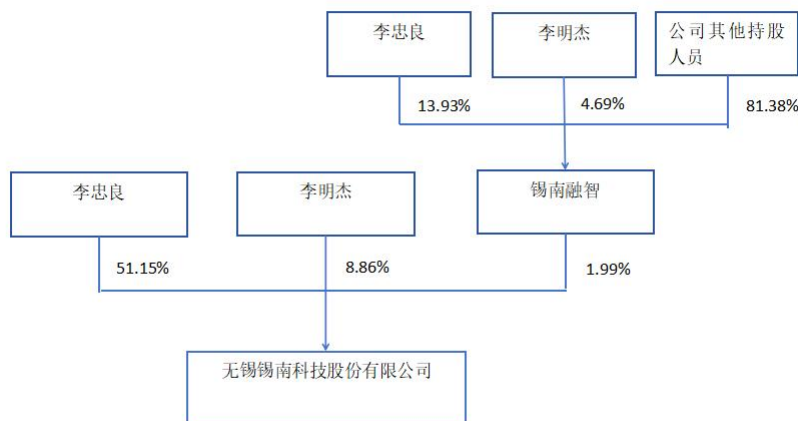 李忠良
李明杰
公司其他持股
人员
13.93%
4.69%
81.38%
李忠良
李明杰
锡南融智
51.15%
8.86%
1.99%
无锡锡南科技股份有限公司